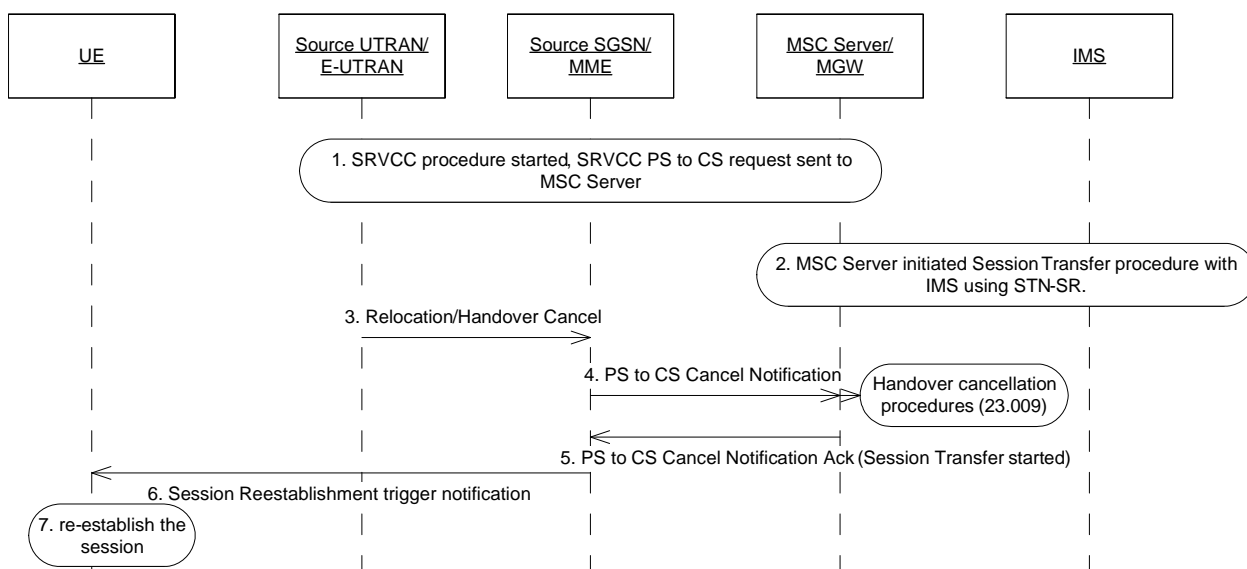 UE
Source UTRAN/
E-UTRAN
Source SGSN/
MME
MSC Server/
MGW
IMS
1. SRVCC procedure started, SRVCC PS to CS request sent to
MSC Server
2. MSC Server initiated Session Transfer procedure with
IMS using STN-SR.
3. Relocation/Handover Cancel
4. PS to CS Cancel Notification
Handover cancellation
procedures (23.009)
5. PS to CS Cancel Notification Ack (Session Transfer started)
6. Session Reestablishment trigger notification
7. re-establish the
session